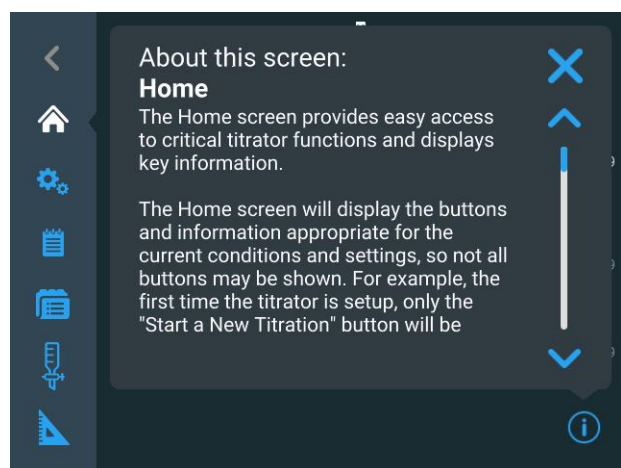 About this screen:
Home
The Home screen provides easy access
to critical titrator functions and displays
key information.
The Home screen will display the buttons
and information appropriate for the
current conditions and settings, so not all
buttons may be shown. For example, the
first time the titrator is setup, only the
"Start a New Titration" button will be